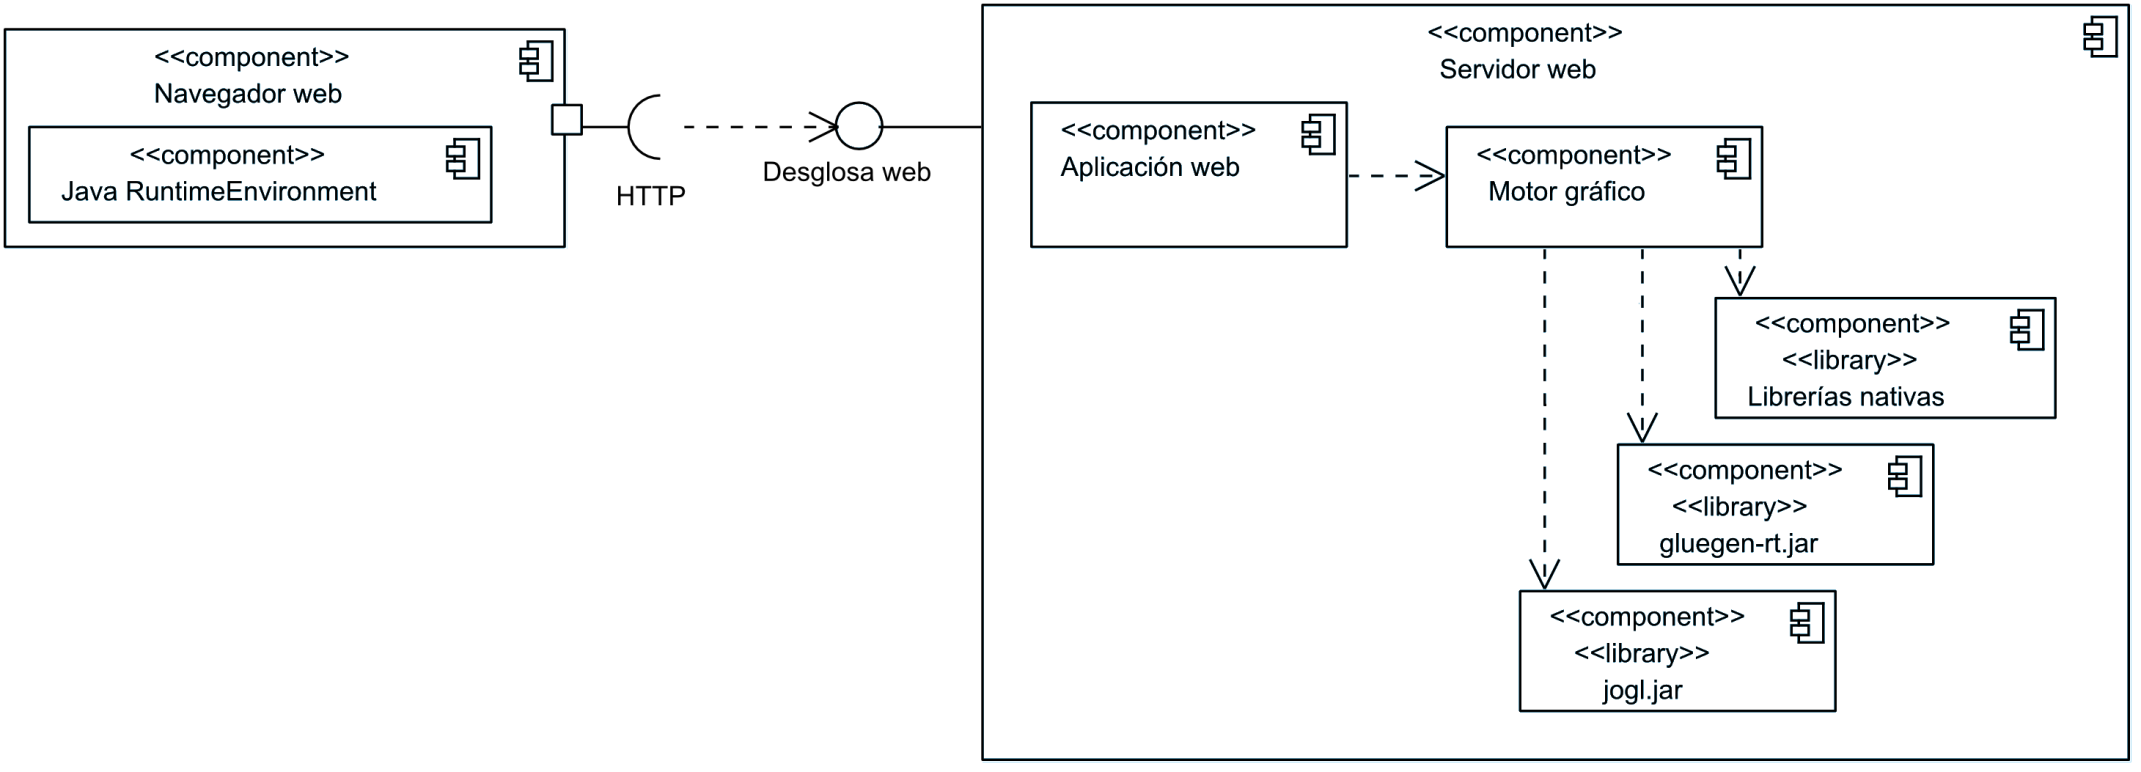 <<component>>
Navegador web
<<component>>
Java RuntimeEnvironment
HTTP
Desglosa web
<<component>>
Servidor web
<<component>>
Aplicación web
<<component>>
Motor gráfico
<<component>>
<<library>>
Librerías nativas
<<component>>
<<library>>
gluegen-rt.jar
<<component>>
<<library>>
jogl.jar